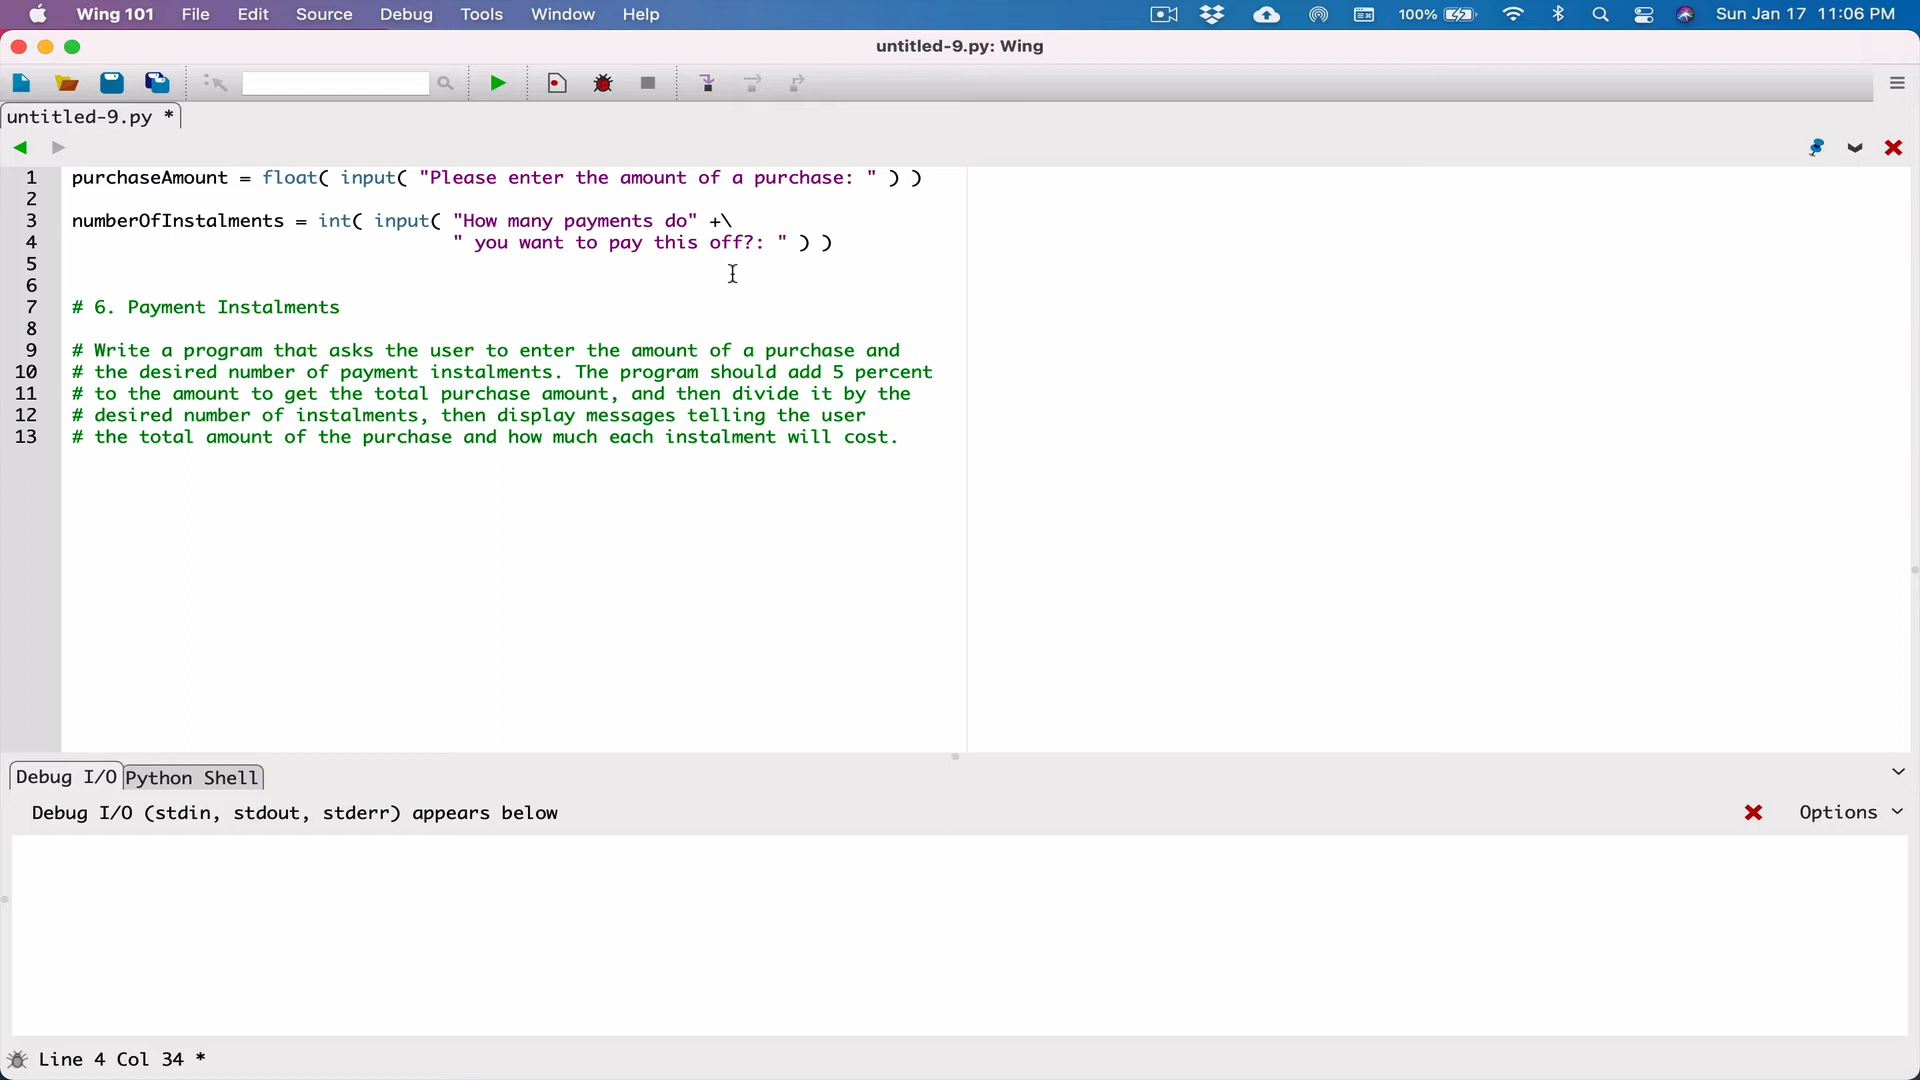 Wing 101 File Edit Source Debug Tools Window Help 100% Sun Jan 17 11:06 PM
untitled-9.py: Wing
untitled-9.py *
1 purchaseAmount = float( input( "Please enter the amount of a purchase: " ) )
2
3 numberOfInstalments = int( input( "How many payments do" +\
4 " you want to pay this off?: " ) )
5
6
7 # 6. Payment Instalments
8
9 # Write a program that asks the user to enter the amount of a purchase and
10 # the desired number of payment instalments. The program should add 5 percent
11 # to the amount to get the total purchase amount, and then divide it by the
12 # desired number of instalments, then display messages telling the user
13 # the total amount of the purchase and how much each instalment will cost.
Debug I/O Python Shell
Debug I/O (stdin, stdout, stderr) appears below Options
Line 4 Col 34 *